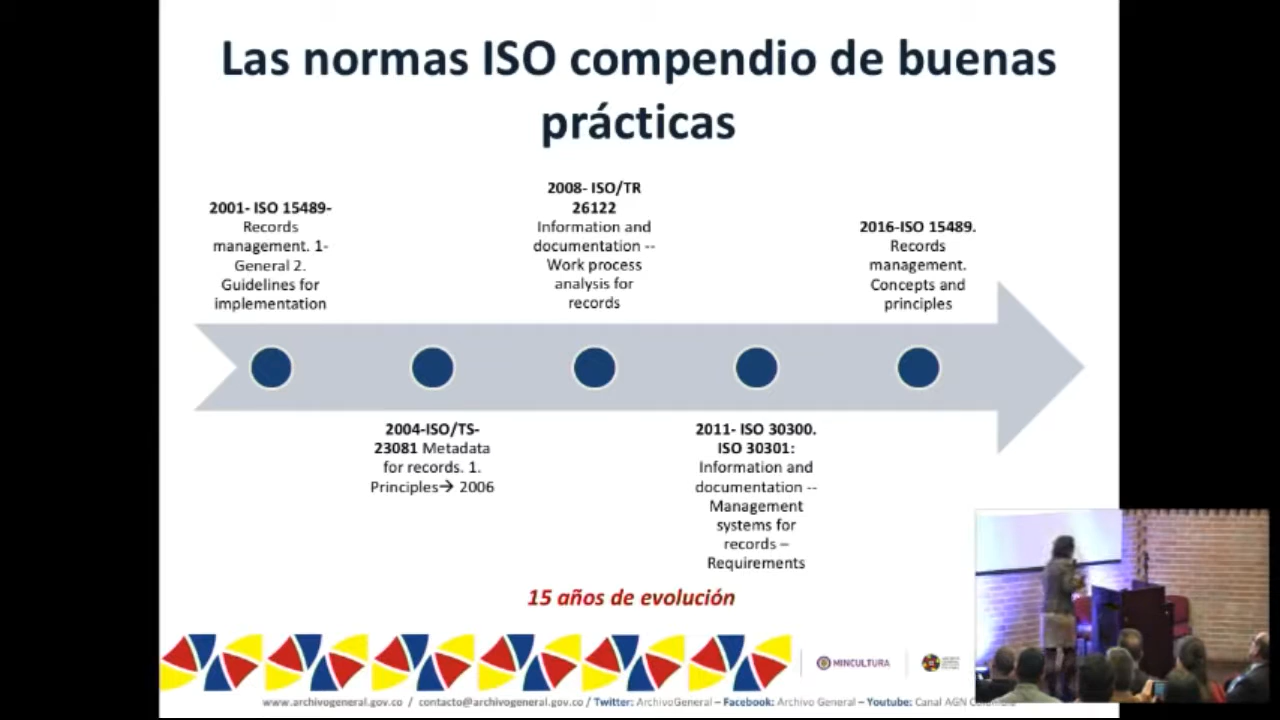 Las normas ISO compendio de buenas
prácticas
2001- ISO 15489-
Records
management. 1-
General 2.
Guidelines for
implementation
2004-ISO/TS-
23081 Metadata
for records. 1.
Principles→ 2006
2008- ISO/TR
26122
Information and
documentation --
Work process
analysis for
records
2011- ISO 30300.
ISO 30301:
Information and
documentation --
Management
systems for
records –
Requirements
2016-ISO 15489.
Records
management.
Concepts and
principles
15 años de evolución
MINCULTURA
www.archivogeneral.gov.co / contacto@archivogeneral.gov.co / Twitter: ArchivoGeneral – Facebook: Archivo General – Youtube: Canal AGN Colombia